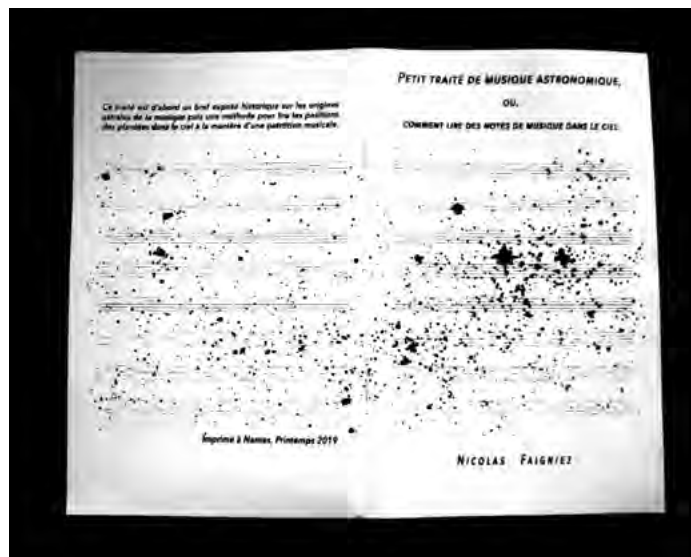 Ce traité est d'abord un bref exposé historique sur les origines
astrales de la musique puis une méthode pour lire les positions
des planètes dans le ciel à la manière d'une partition musicale.
Imprimé à Nantes, Printemps 2019
PETIT TRAITÉ DE MUSIQUE ASTRONOMIQUE,
OU,
COMMENT LIRE DES NOTES DE MUSIQUE DANS LE CIEL
NICOLAS FAIGNIEZ